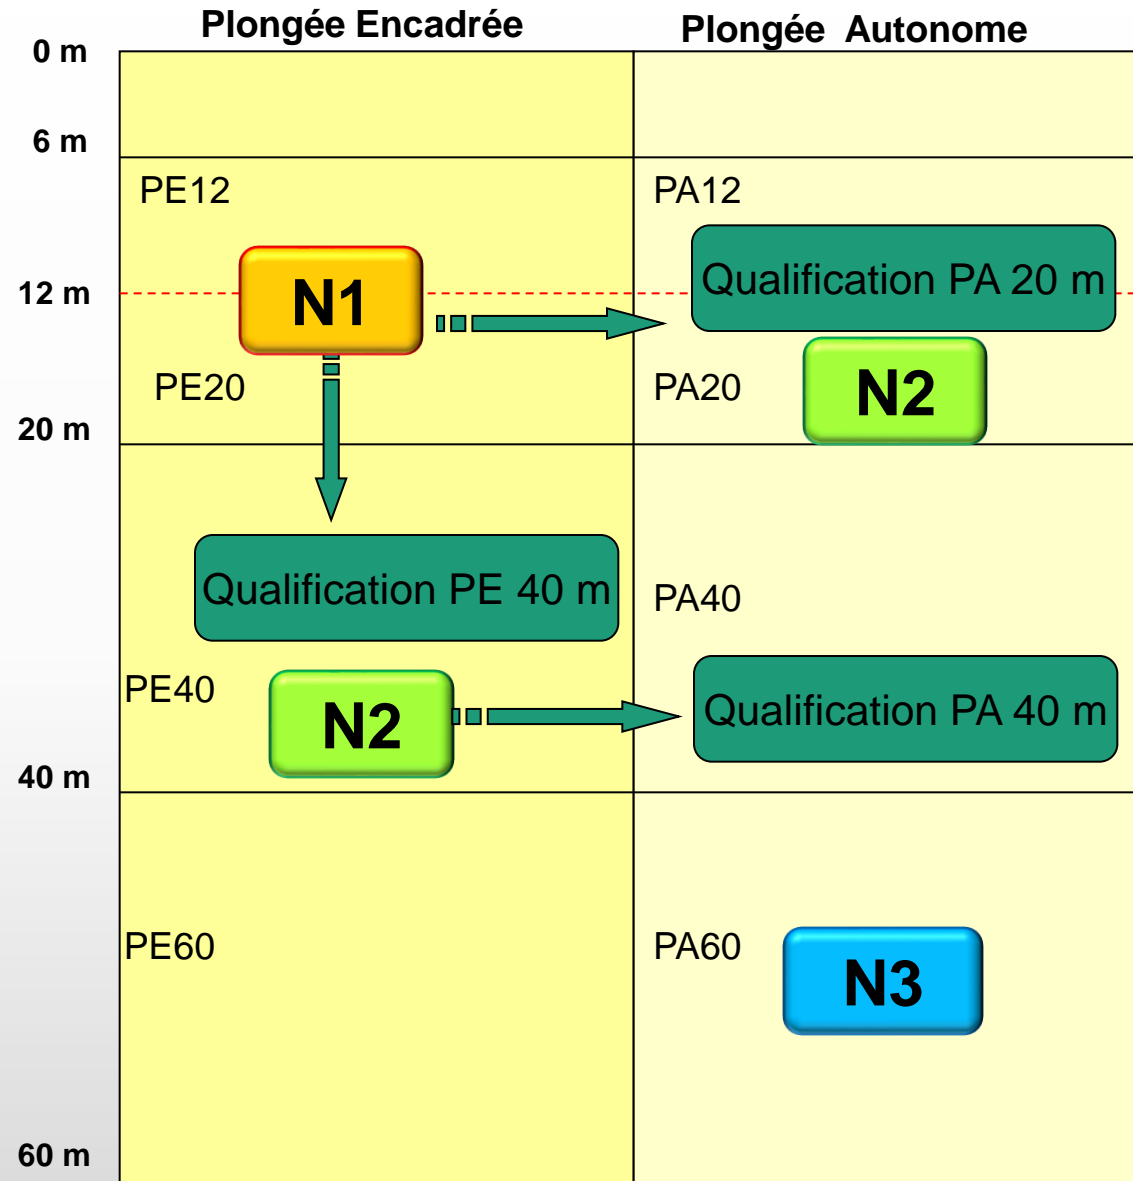 Plongée Encadrée
Plongée Autonome
0 m
6 m
PE12
PA12
Qualification PA 20 m
12 m
N1
PE20
PA20
N2
20 m
Qualification PE 40 m
PA40
PE40
N2
Qualification PA 40 m
40 m
PE60
PA60
N3
60 m